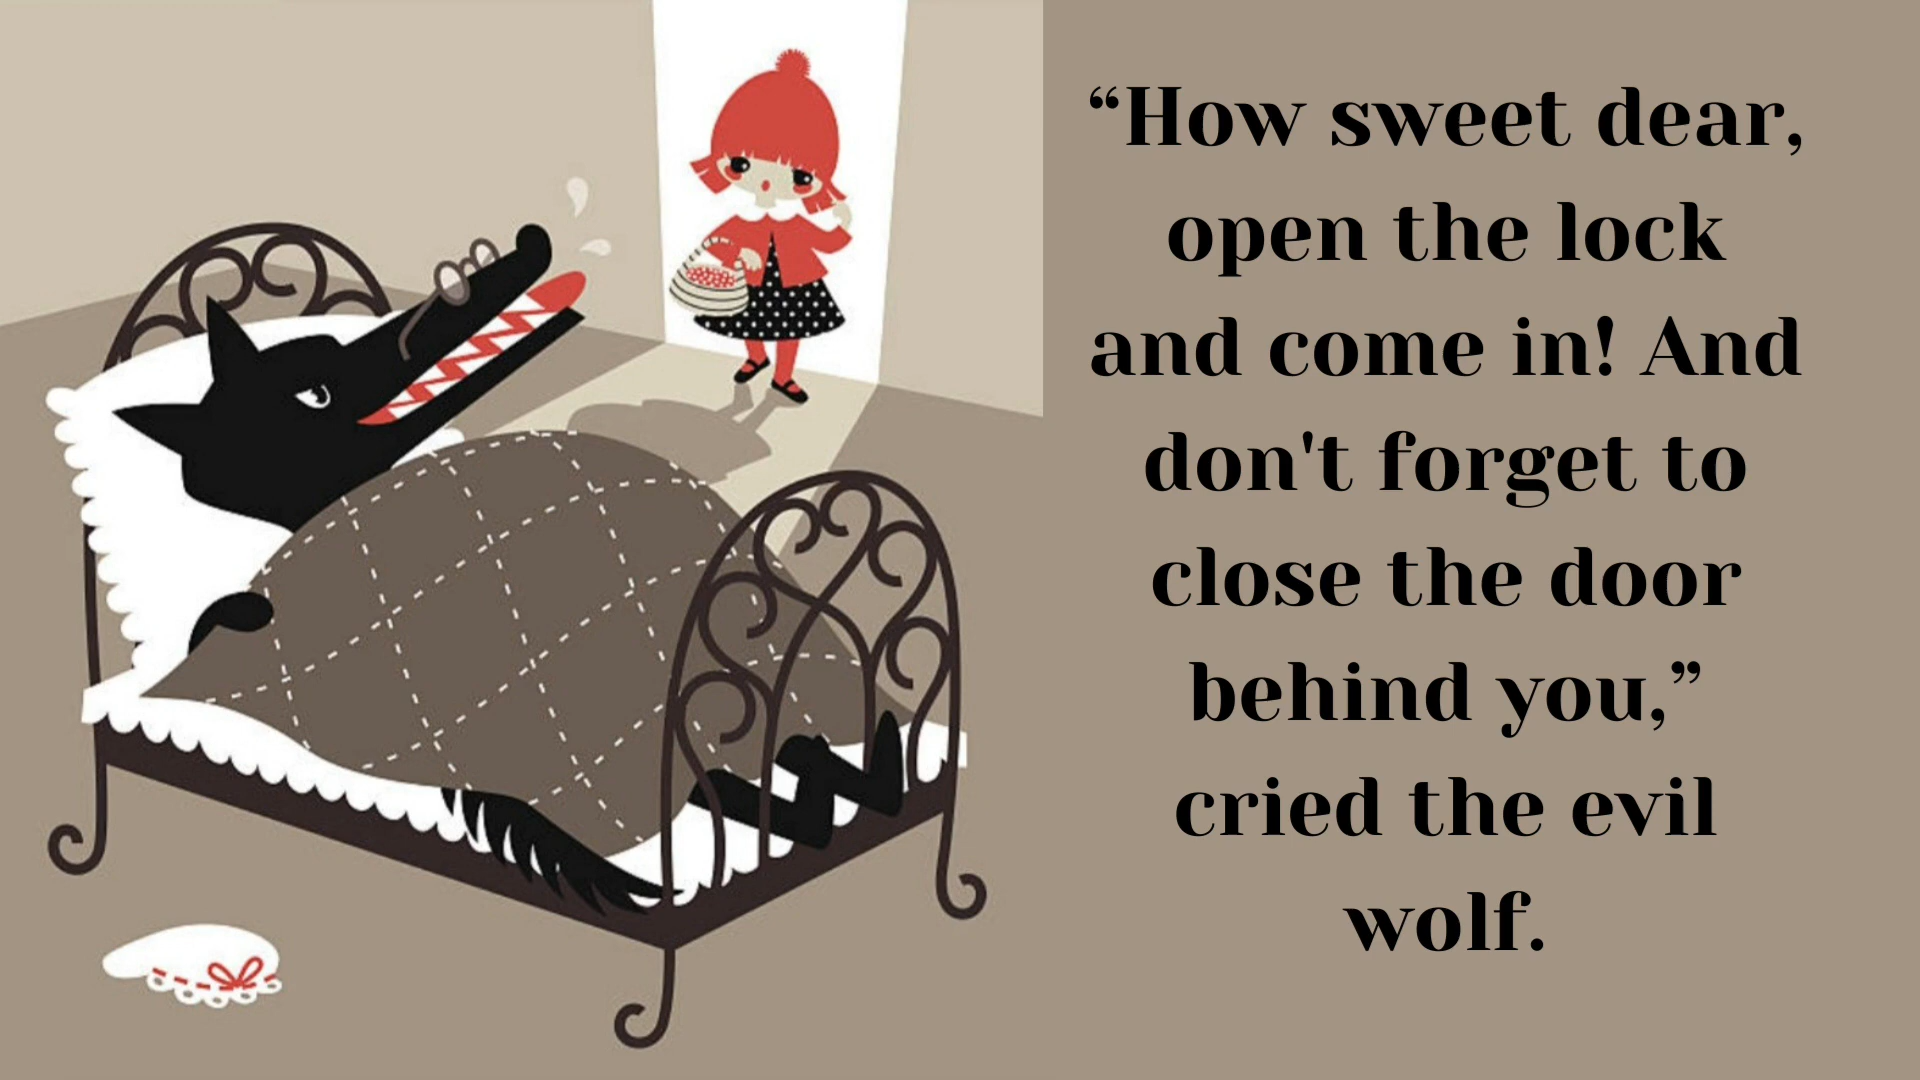 “How sweet dear,
open the lock
and come in! And
don't forget to
close the door
behind you,”
cried the evil
wolf.